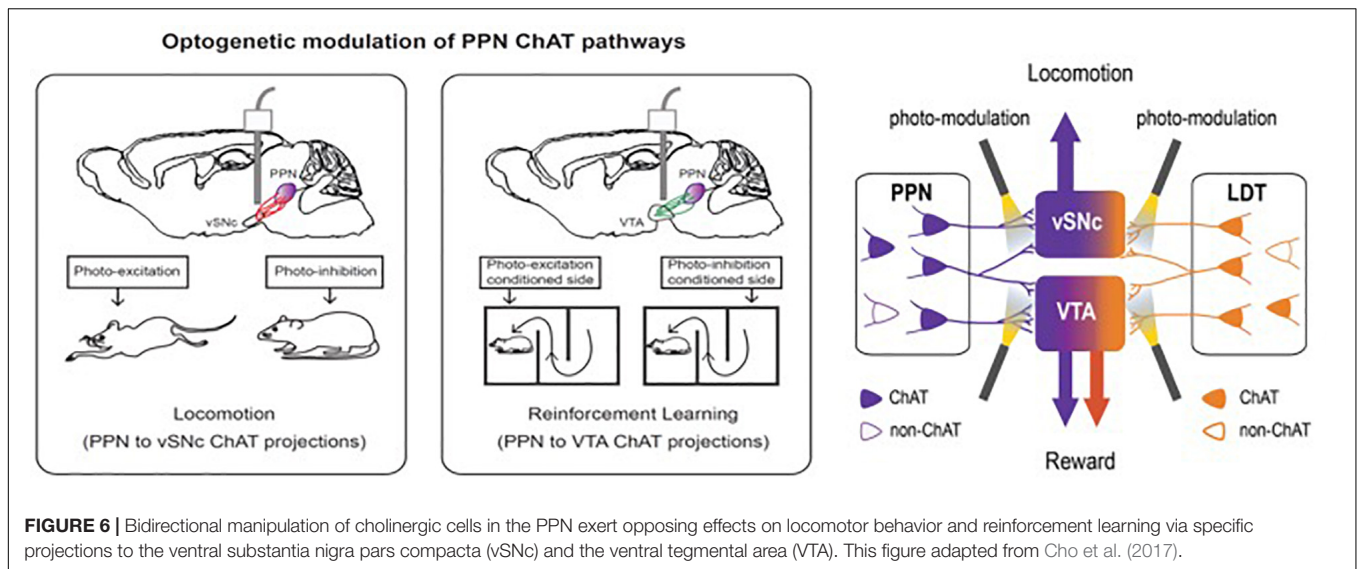 Optogenetic modulation of PPN ChAT pathways
PPN
vSNc
Photo-excitation
Photo-inhibition
Locomotion
(PPN to vSNc ChAT projections)
PPN
VTA
Photo-excitation
conditioned side
Photo-inhibition
conditioned side
Reinforcement Learning
(PPN to VTA ChAT projections)
Locomotion
photo-modulation
photo-modulation
PPN
vSNc
LDT
VTA
ChAT
non-ChAT
ChAT
non-ChAT
Reward
FIGURE 6 | Bidirectional manipulation of cholinergic cells in the PPN exert opposing effects on locomotor behavior and reinforcement learning via specific
projections to the ventral substantia nigra pars compacta (vSNc) and the ventral tegmental area (VTA). This figure adapted from Cho et al. (2017).